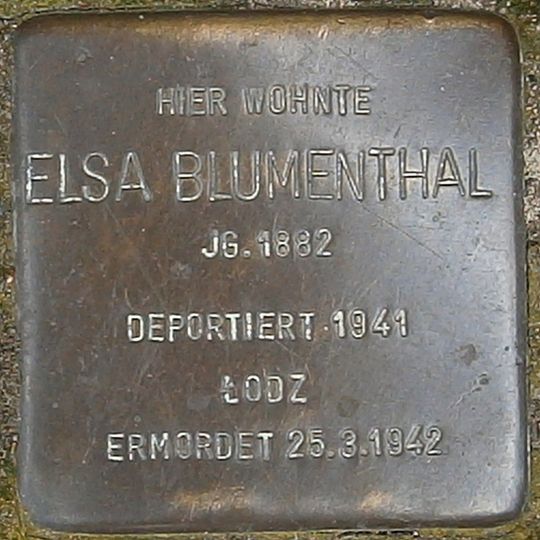 HIER WOHNTE
ELSA BLUMENTHAL
JG. 1882
DEPORTIERT 1941
ŁODZ
ERMORDET 25.3.1942